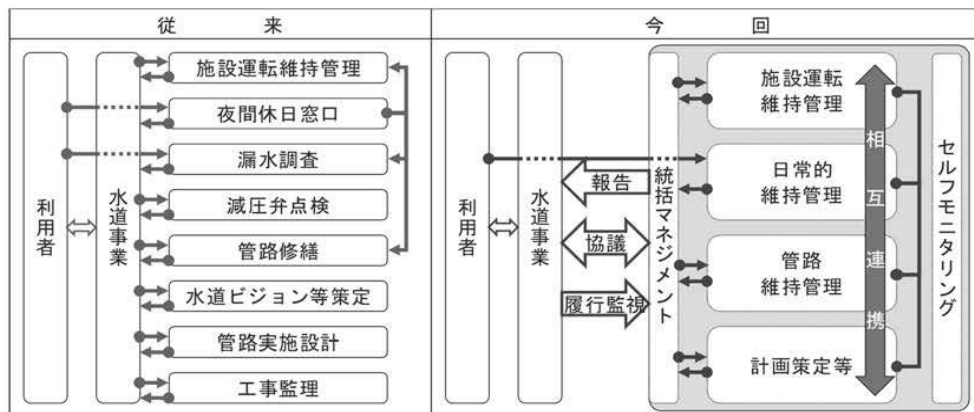 従来
利用者
水道事業
施設運転維持管理
夜間休日窓口
漏水調査
減圧弁点検
管路修繕
水道ビジョン等策定
管路実施設計
工事監理
今回
利用者
水道事業
報告
協議
履行監視
統括マネジメント
施設運転
維持管理
日常的
維持管理
管路
維持管理
計画策定等
相互連携
セルフモニタリング